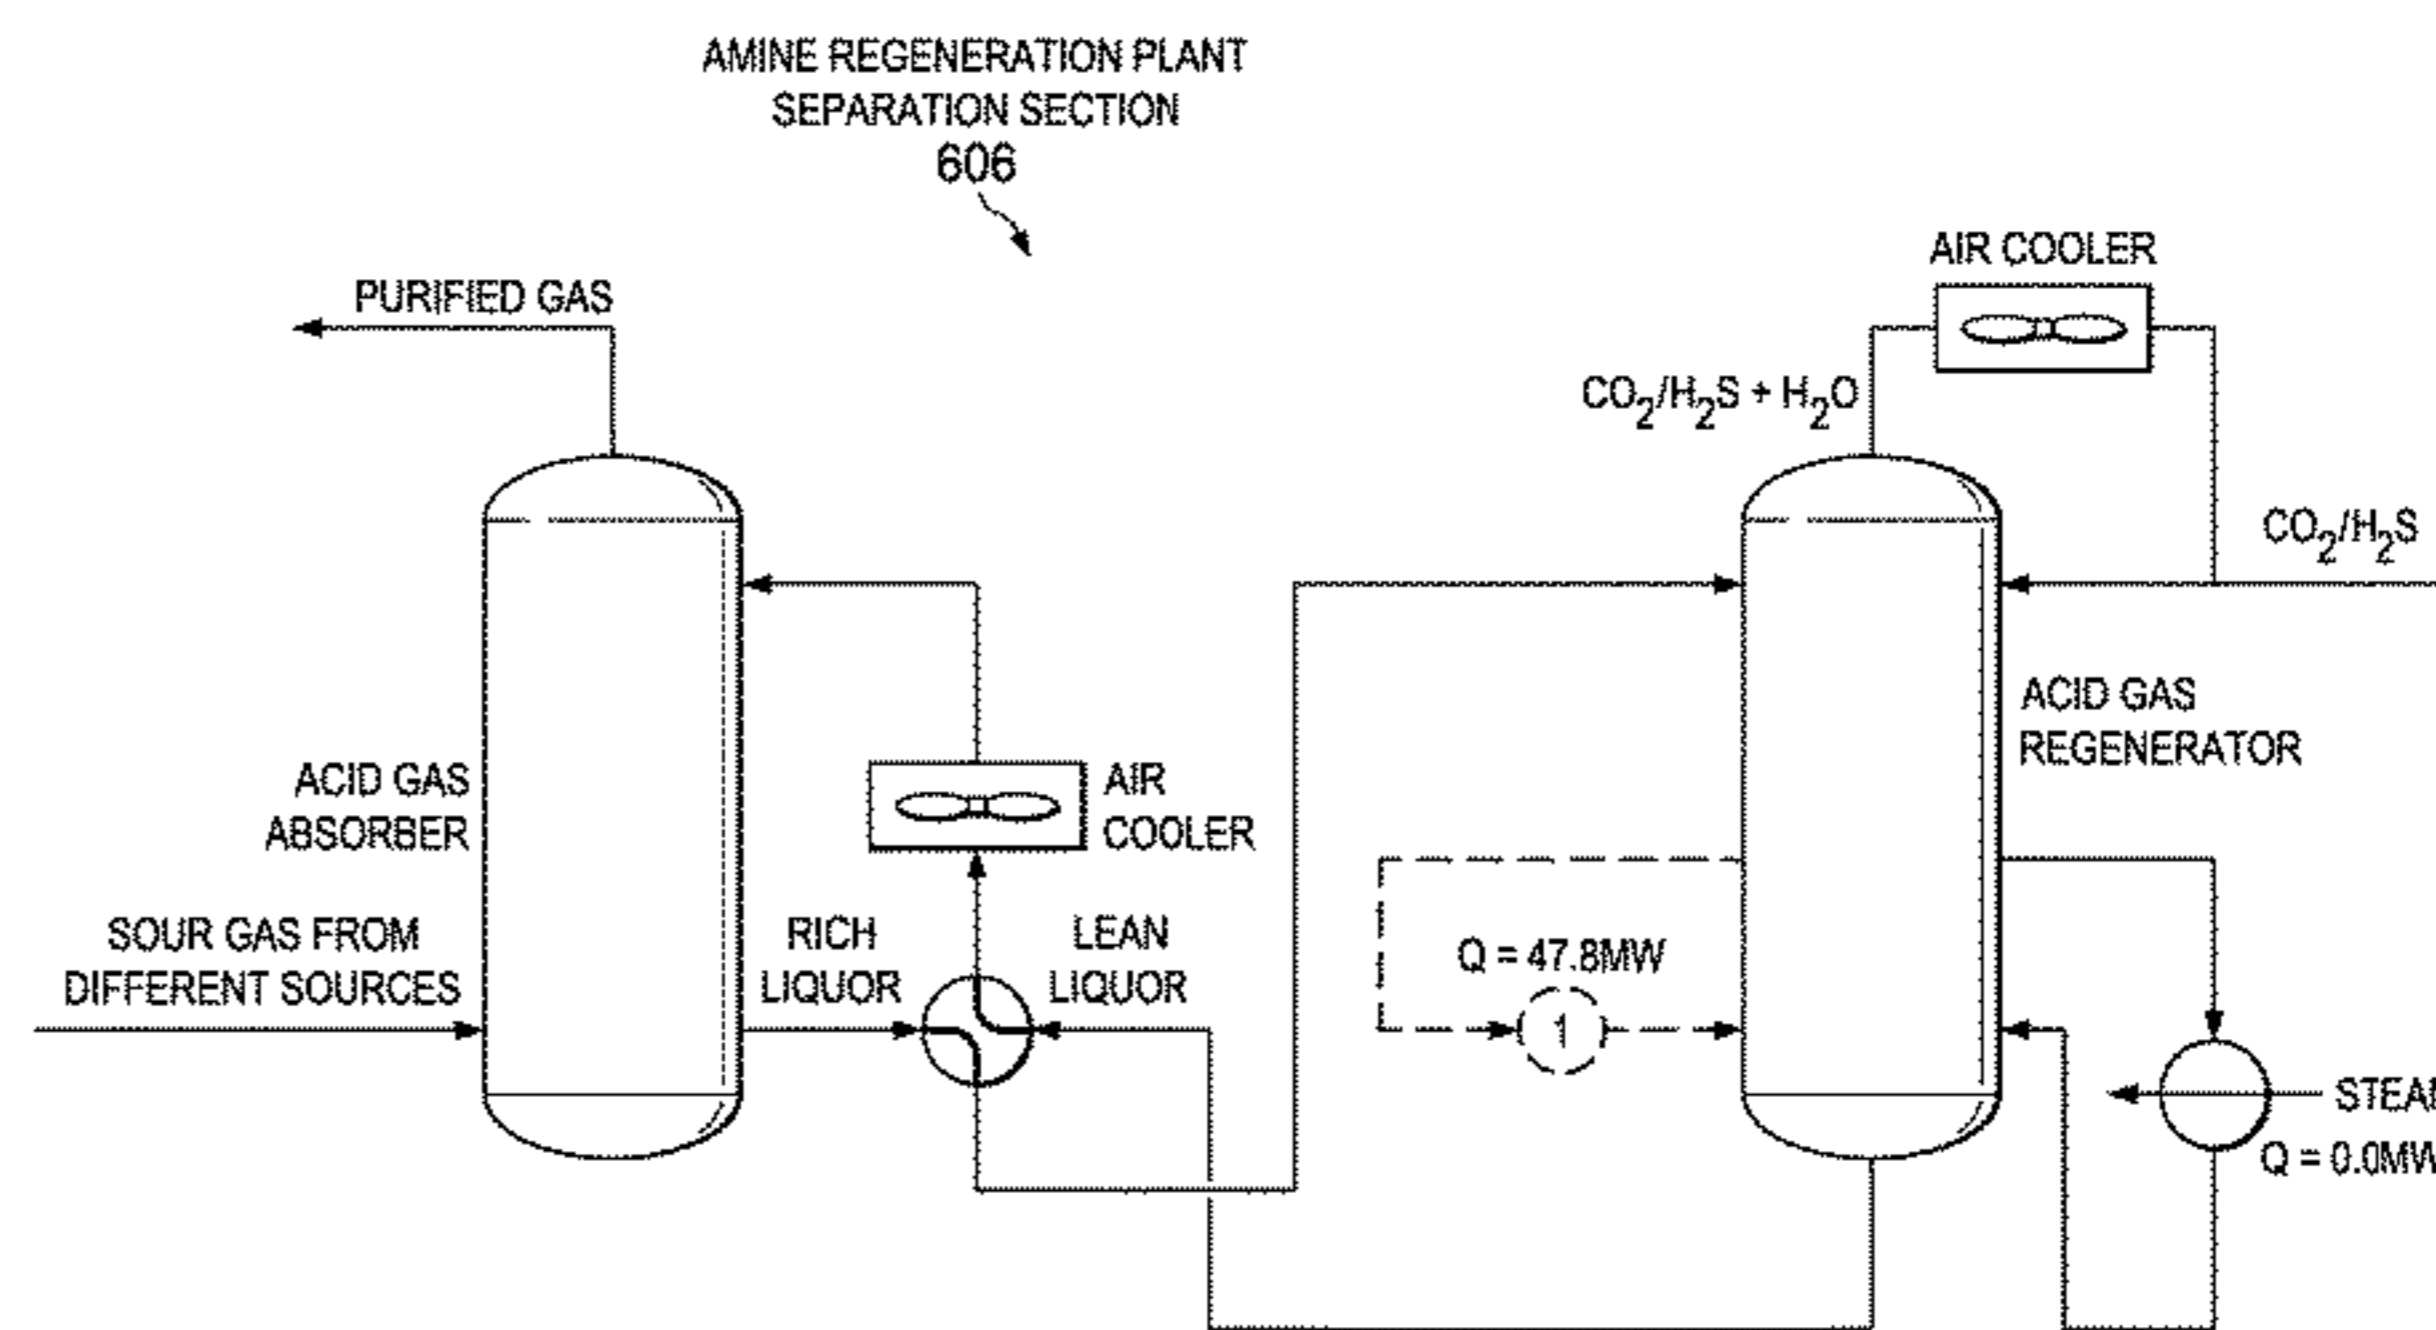 AMINE REGENERATION PLANT
SEPARATION SECTION
606
AIR COOLER
PURIFIED GAS
CO2/H2S + H2O
CO2/H2S
ACID GAS
REGENERATOR
ACID GAS
ABSORBER
AIR
COOLER
SOUR GAS FROM
DIFFERENT SOURCES
RICH
LIQUOR
LEAN
LIQUOR
Q = 47.8MW
1
Q = 0.0MW